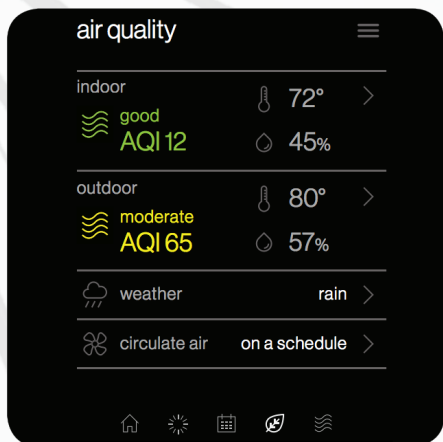 air quality
indoor
good
AQI 12
72°
45%
outdoor
moderate
AQI 65
80°
57%
weather rain
circulate air on a schedule